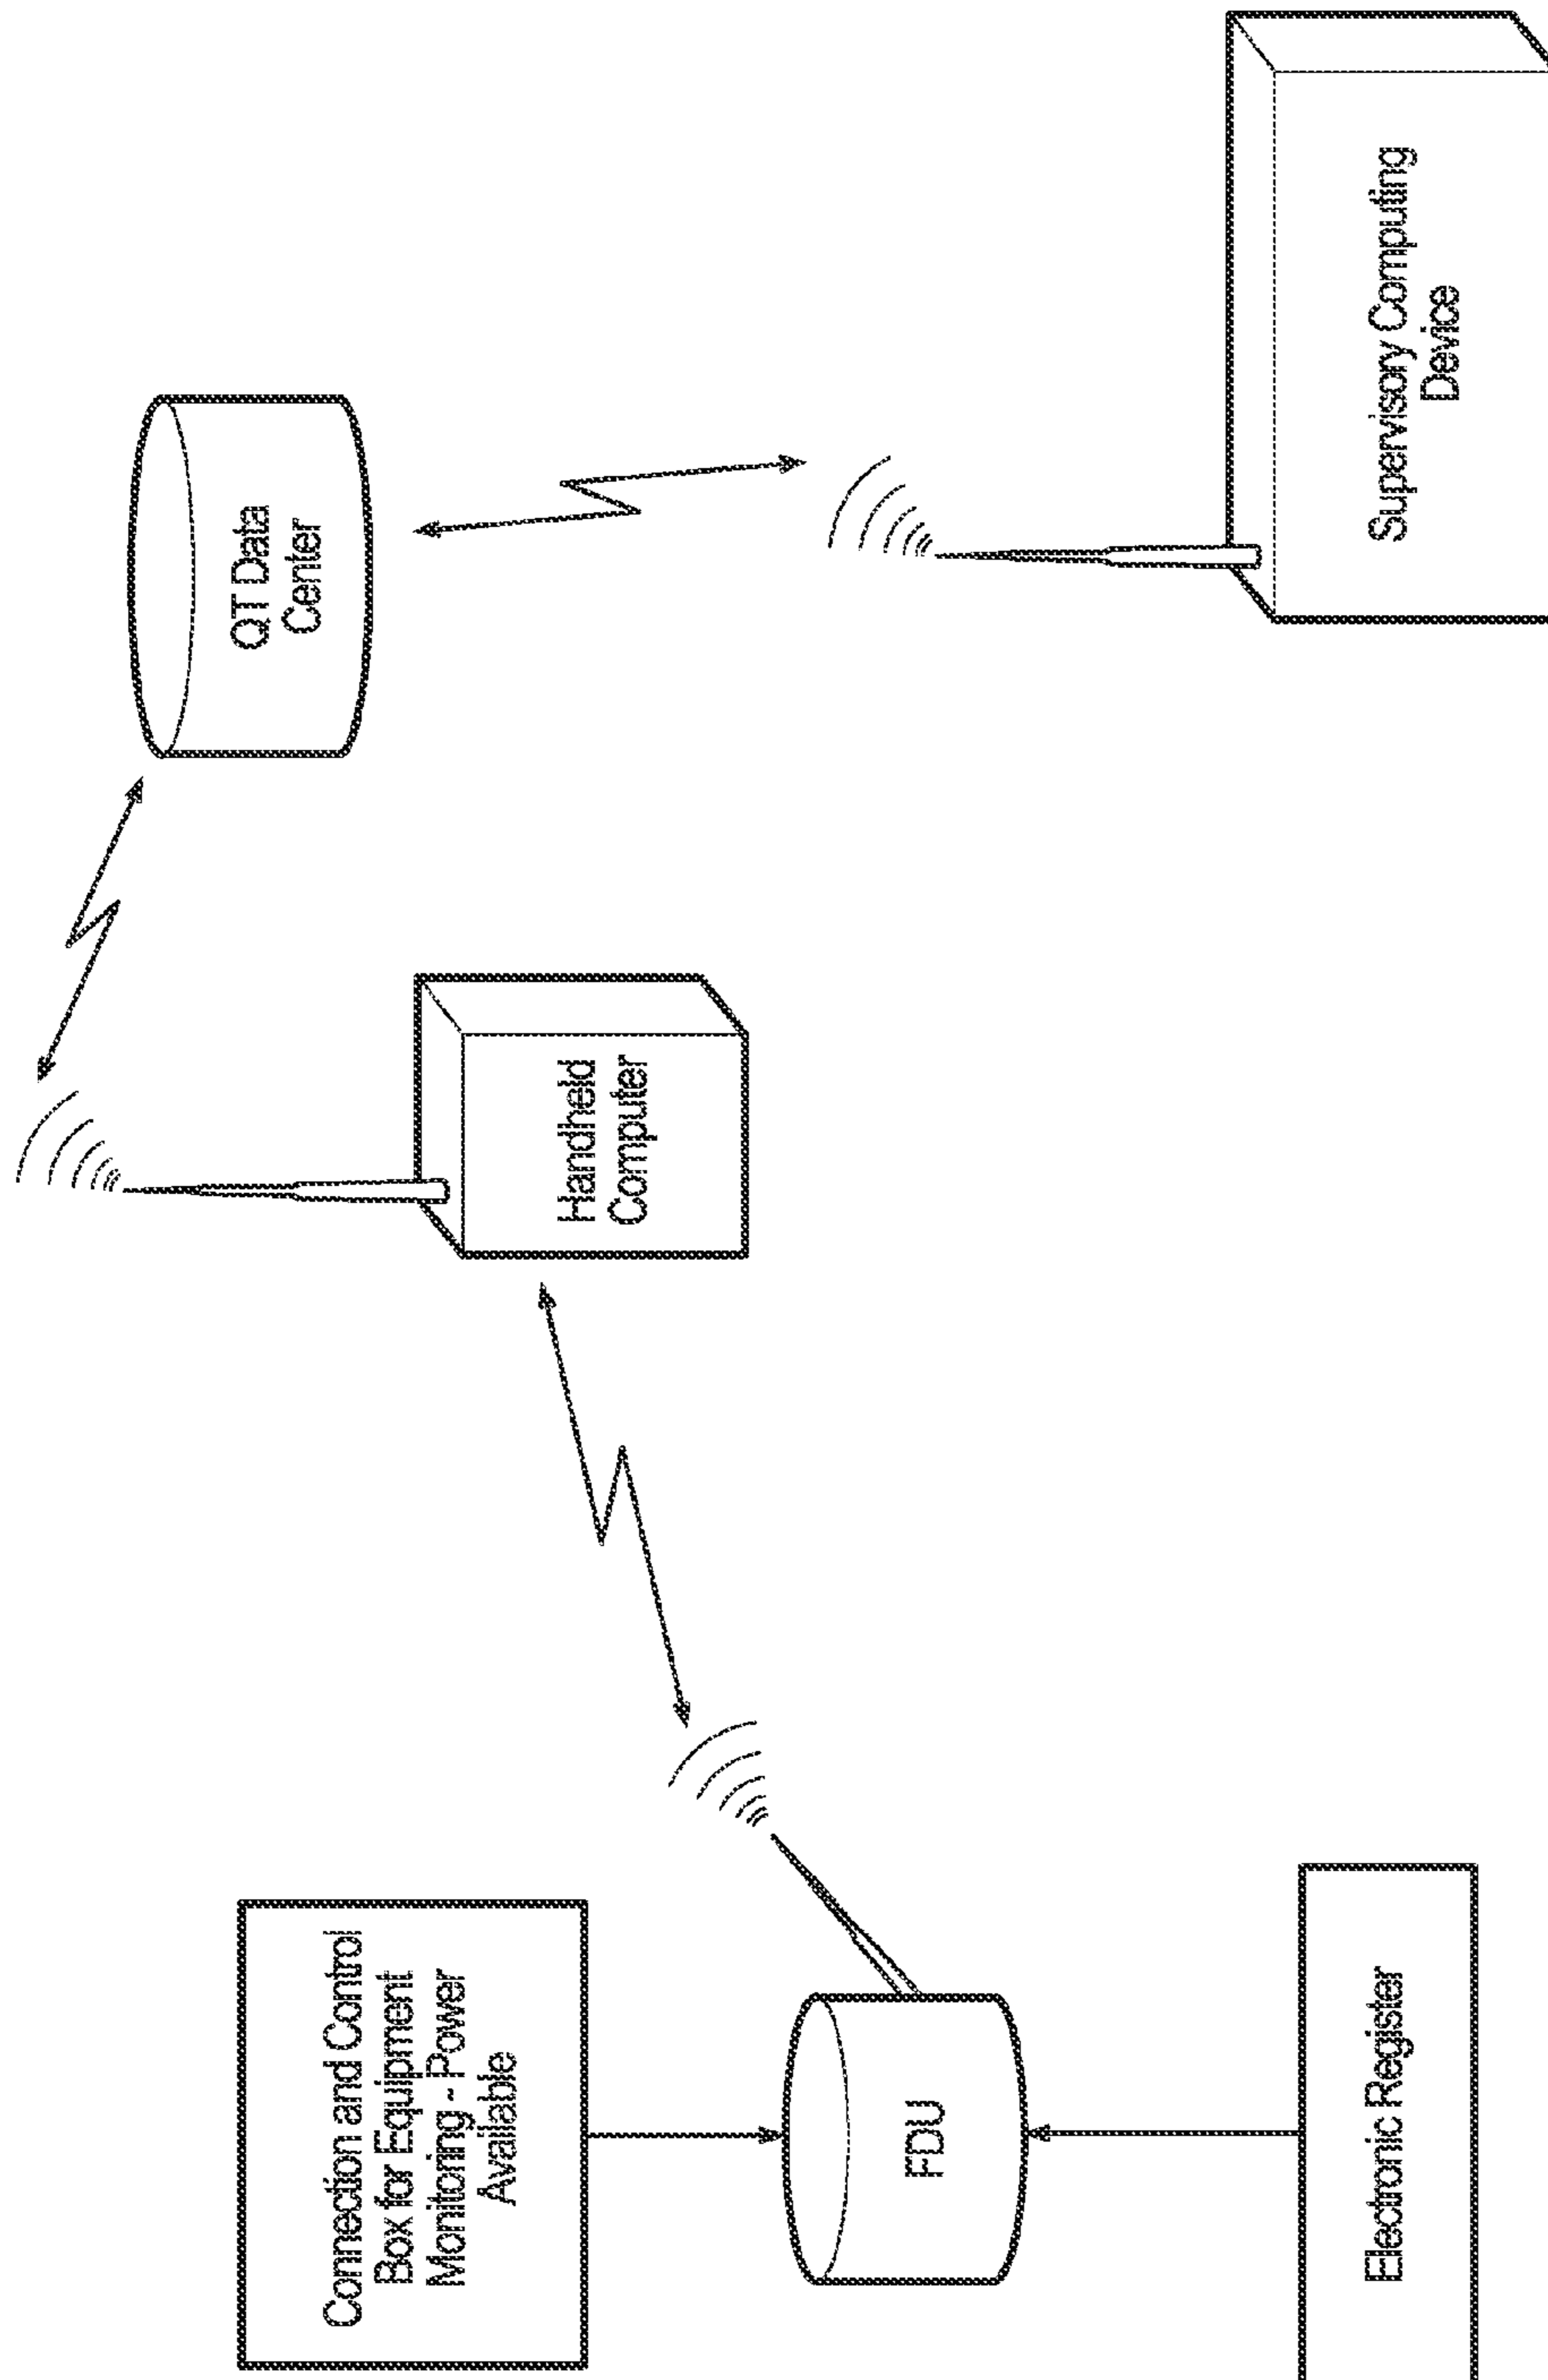 Connection and Control
Box for Equipment
Monitoring - Power
Available
FDU
Electronic Register
Handheld
Computer
QT Data
Center
Supervisory Computing
Device